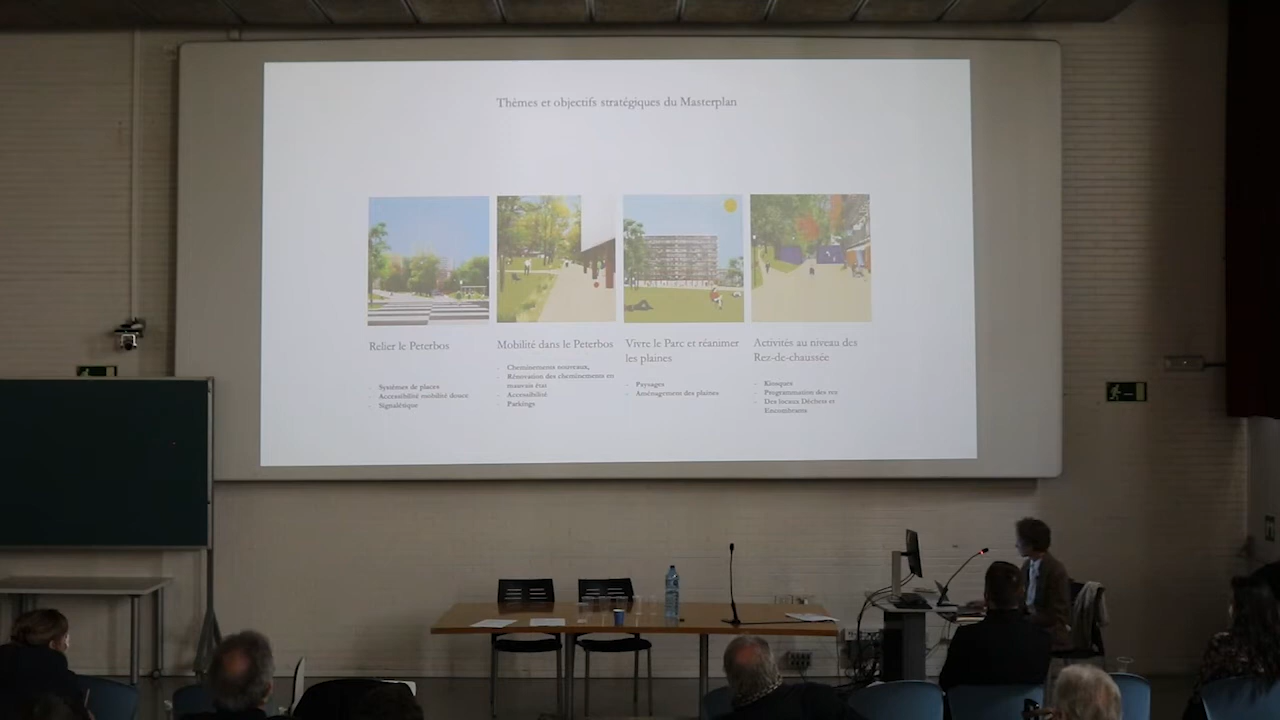 Thèmes et objectifs stratégiques du Masterplan
Relier le Peterbos
- Systèmes de places
- Accessibilité mobilité douce
- Signalétique
Mobilité dans le Peterbos
- Cheminements nouveaux,
- Rénovation des cheminements en
mauvais état
- Accessibilité
- Parkings
Vivre le Parc et réanimer
les plaines
- Paysages
- Aménagement des plaines
Activités au niveau des
Rez-de-chaussée
- Kiosques
- Programmation des rez
- Des locaux Déchets et
Encombrants